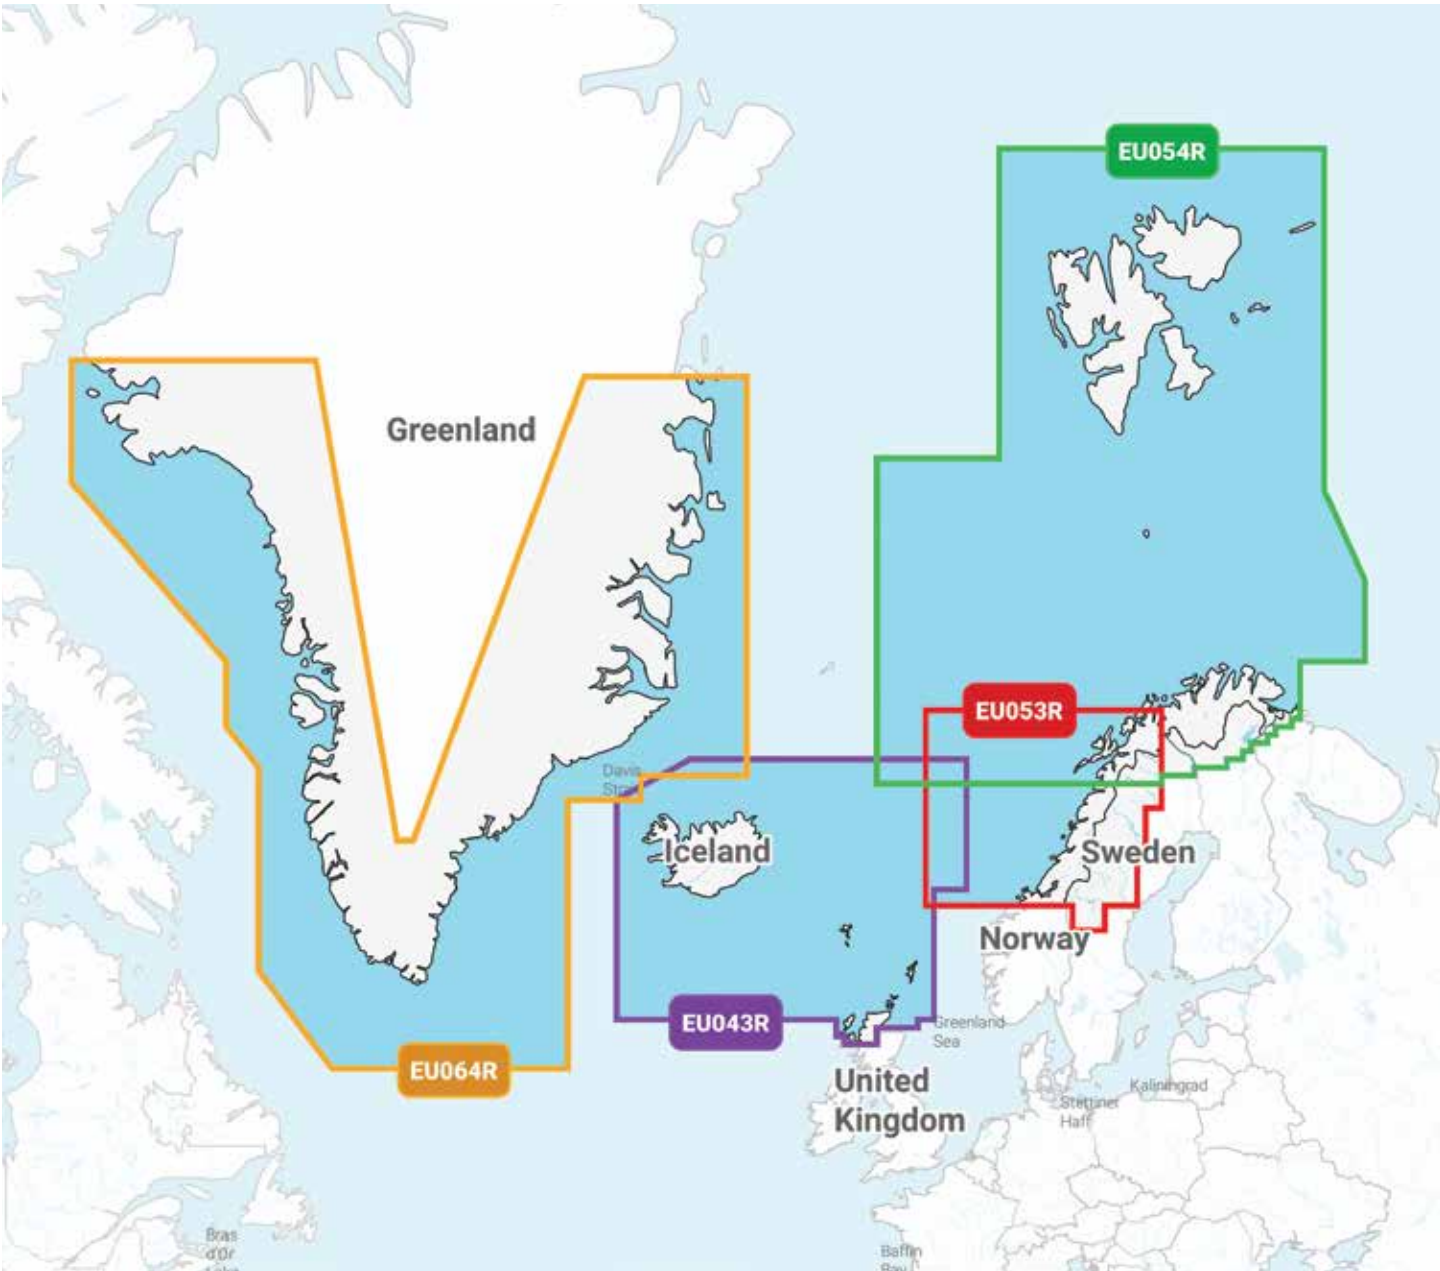 EU054R
Greenland
EU053R
Davis
Iceland
Sweden
Norway
EU043R
Greenland
Sea
EU064R
United
Kingdom
Kaliningrad
Stettiner
Haff
Bras
d'Or
Baffin
Bay